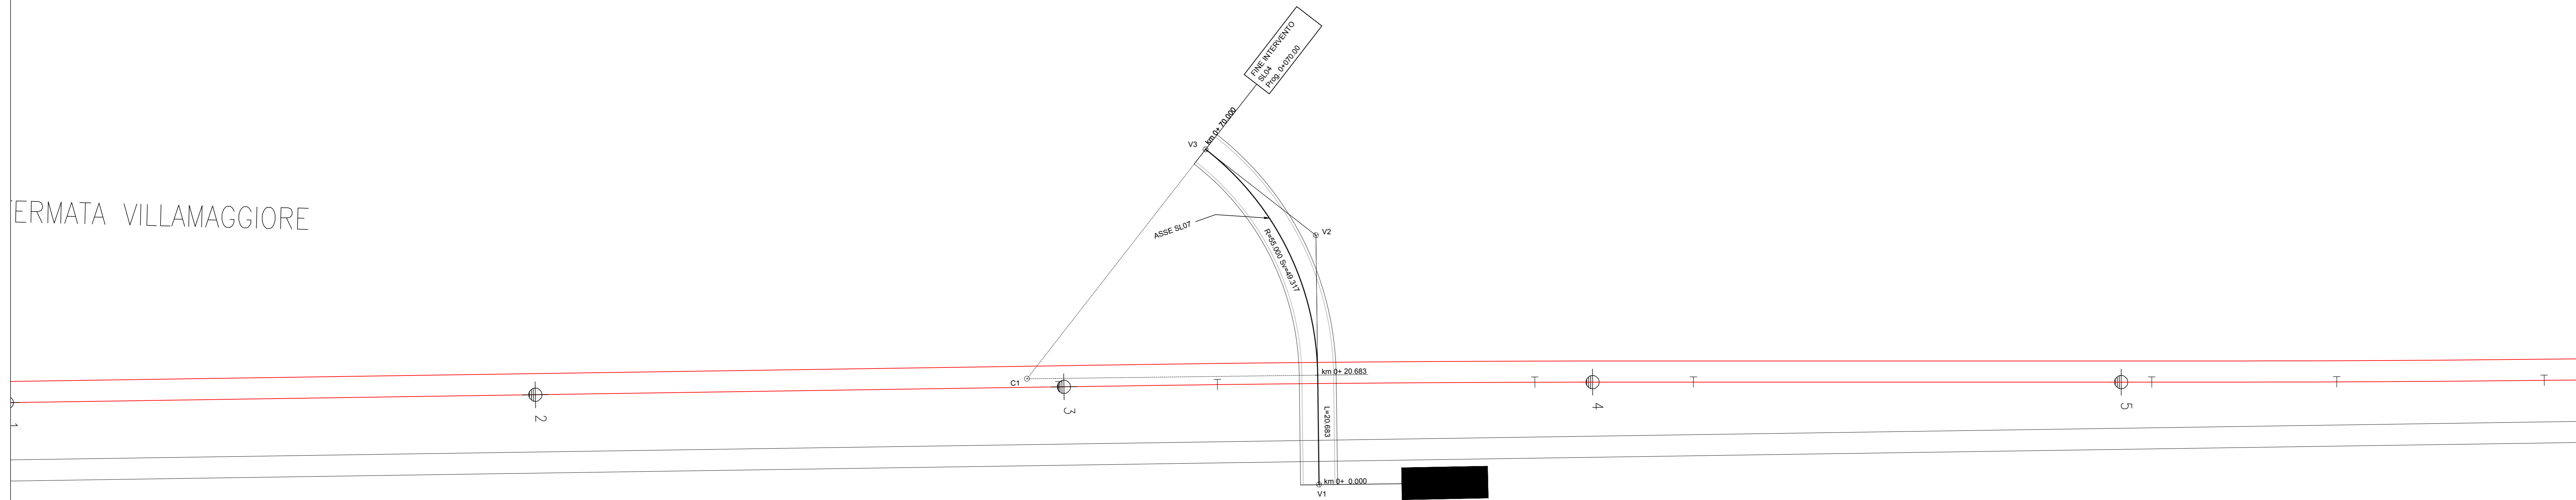 FINE INTERVENTO
SL04
Prog. 0+070.00
km 0+ 70.000
V3
ERMATA VILLAMAGGIORE
ASSE SL07
V2
R=55.000 Sv=49.317
C1
km 0+ 20.683
1
2
3
4
5
L=20.683
km 0+ 0.000
V1